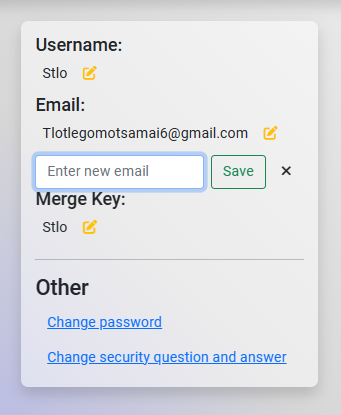 Username:
Stlo
Email:
Tlotlegomotsamai6@gmail.com
Enter new email Save ×
Merge Key:
Stlo
Other
Change password
Change security question and answer